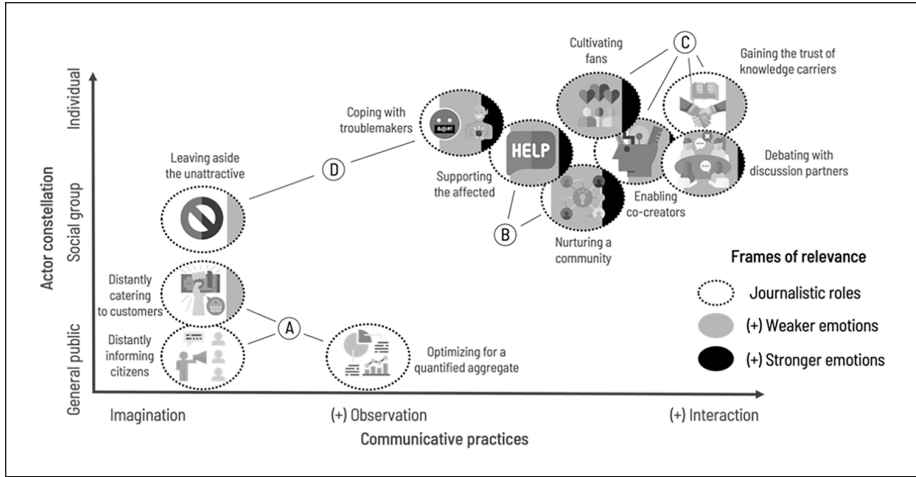 Cultivating
fans
C
Gaining the trust of
knowledge carriers
Individual
Coping with
troublemakers
HELP
Leaving aside
the unattractive
D
Supporting
the affected
Enabling
co-creators
Debating with
discussion partners
Actor constellation
Social group
B
Nurturing a
community
Frames of relevance
Distantly
catering
to customers
Journalistic roles
A
(+) Weaker emotions
General public
Distantly
informing
citizens
Optimizing for a
quantified aggregate
(+) Stronger emotions
Imagination
(+) Observation
(+) Interaction
Communicative practices